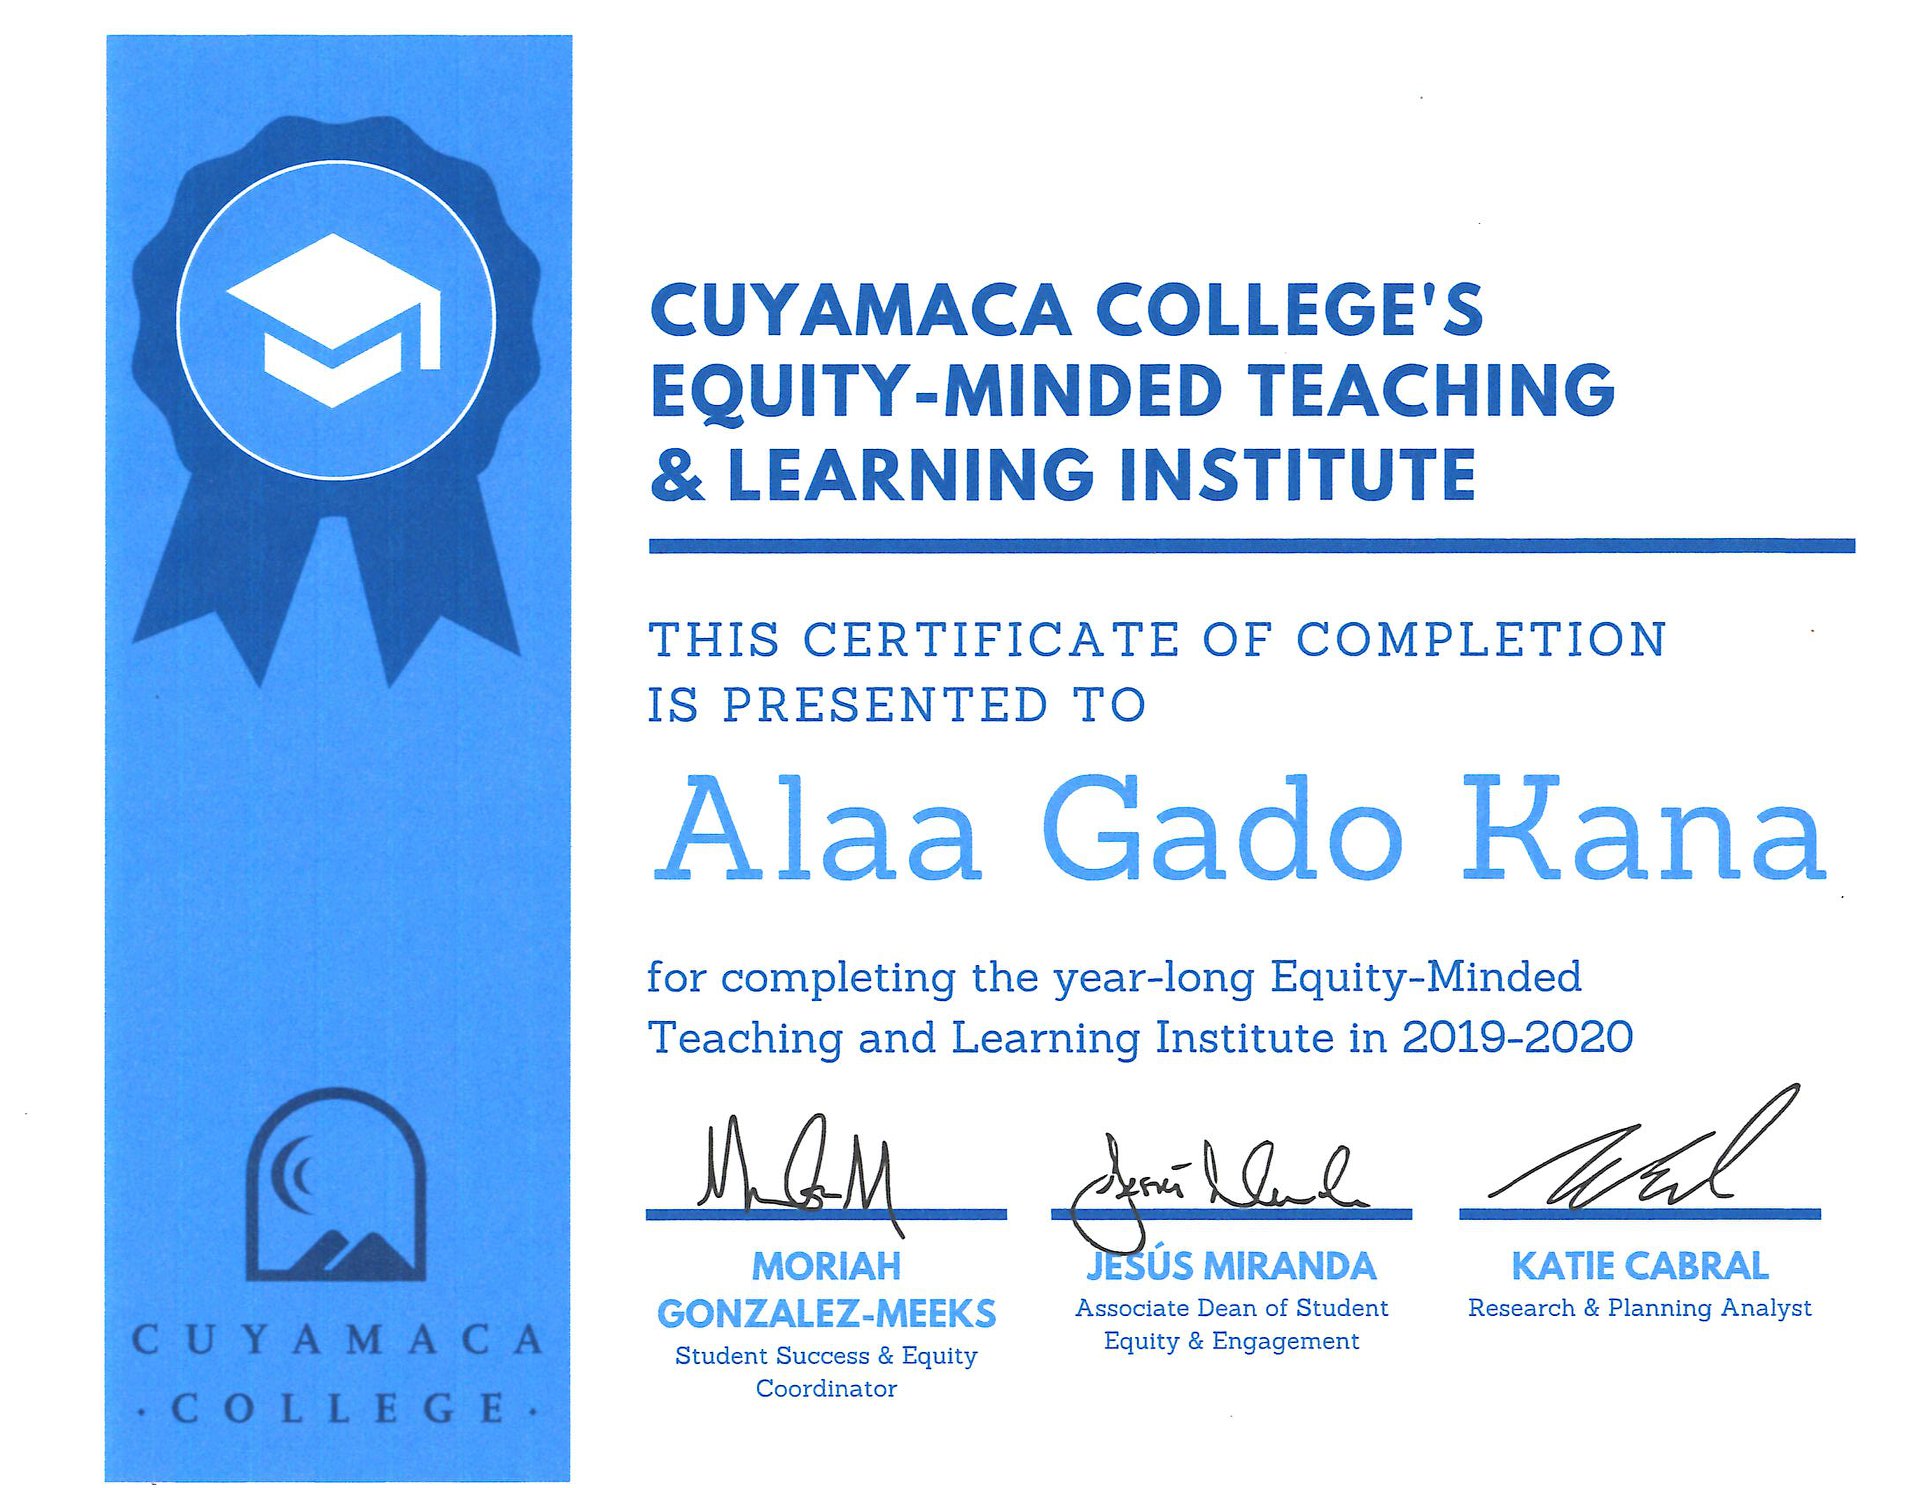 CUYAMACA COLLEGE'S
EQUITY-MINDED TEACHING
& LEARNING INSTITUTE
THIS CERTIFICATE OF COMPLETION
IS PRESENTED TO
Alaa Gado Kana
for completing the year-long Equity-Minded
Teaching and Learning Institute in 2019-2020
MORIAH
GONZALEZ-MEEKS
Student Success & Equity
Coordinator
JESÚS MIRANDA
Associate Dean of Student
Equity & Engagement
KATIE CABRAL
Research & Planning Analyst
CUYAMACA
· COLLEGE ·